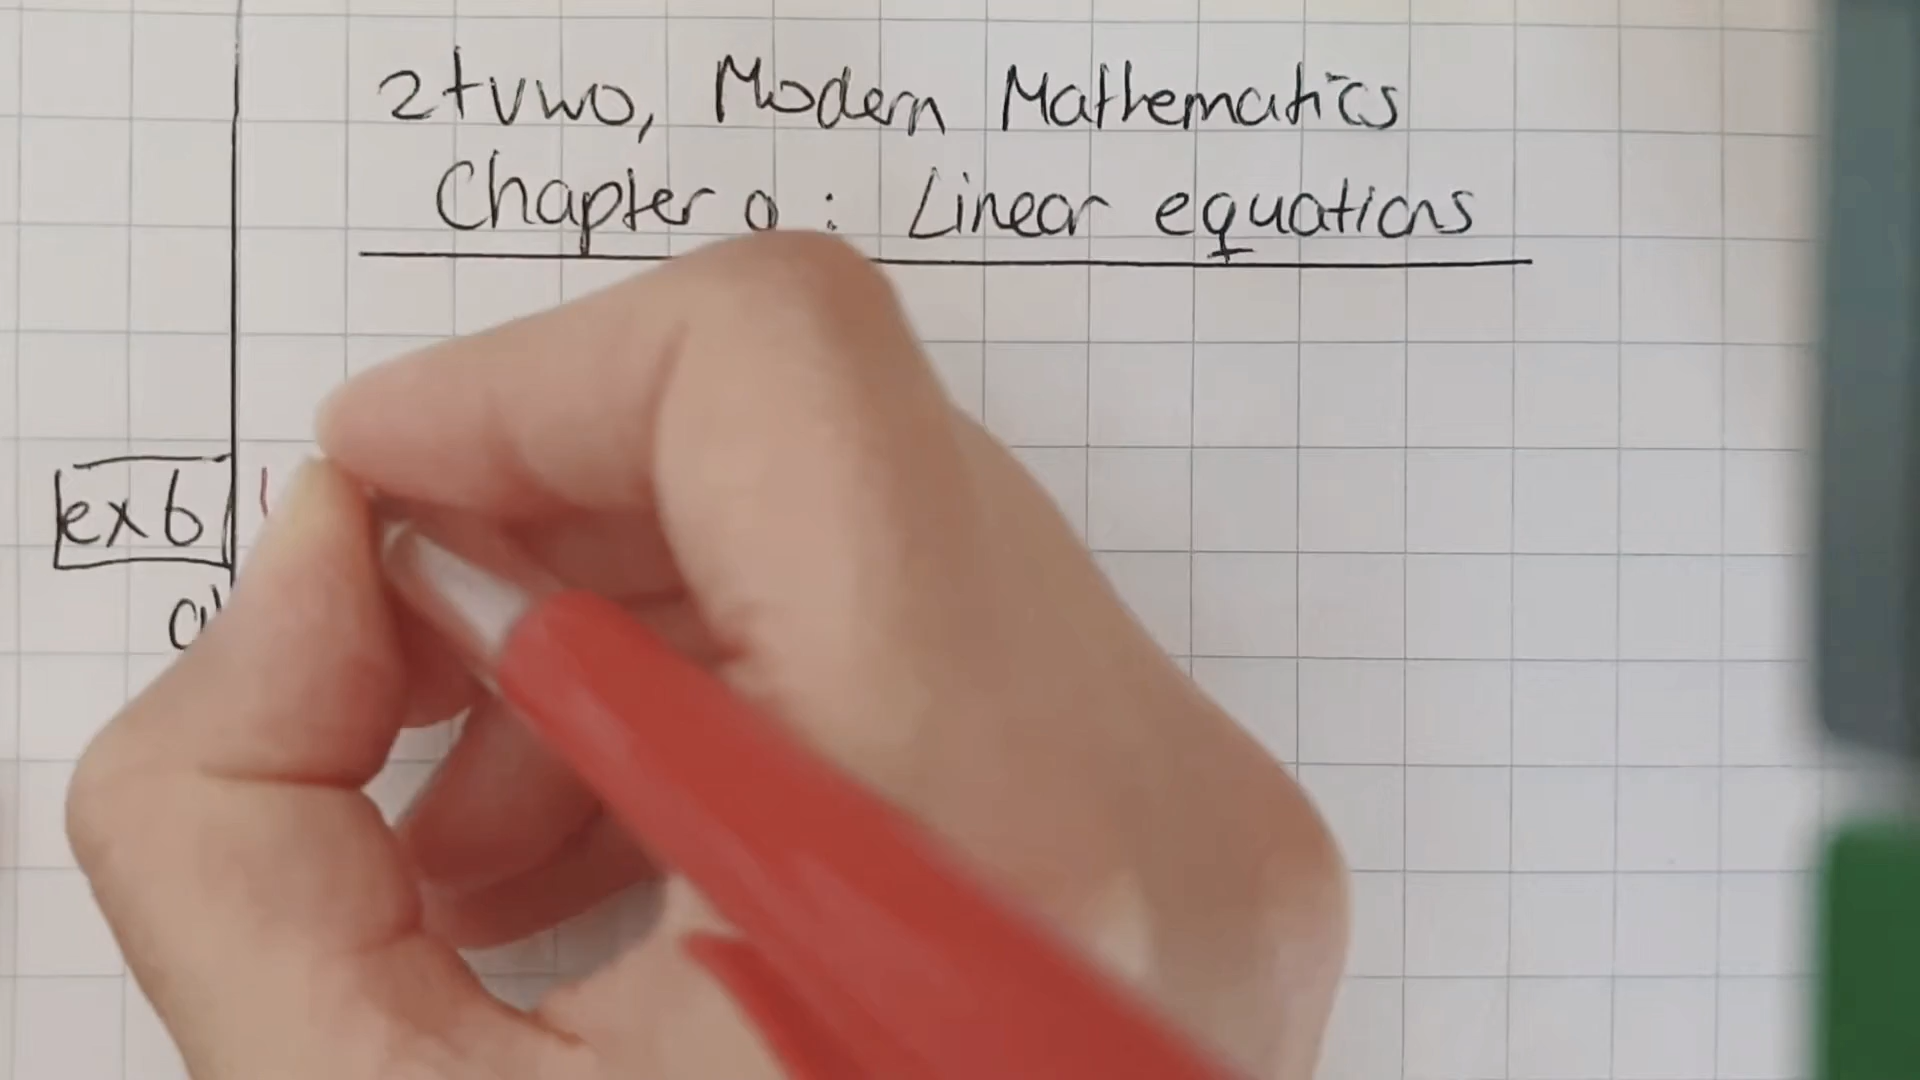 2tvwo, Modern Mathematics
Chapter 0: Linear equations
ex 6
a)